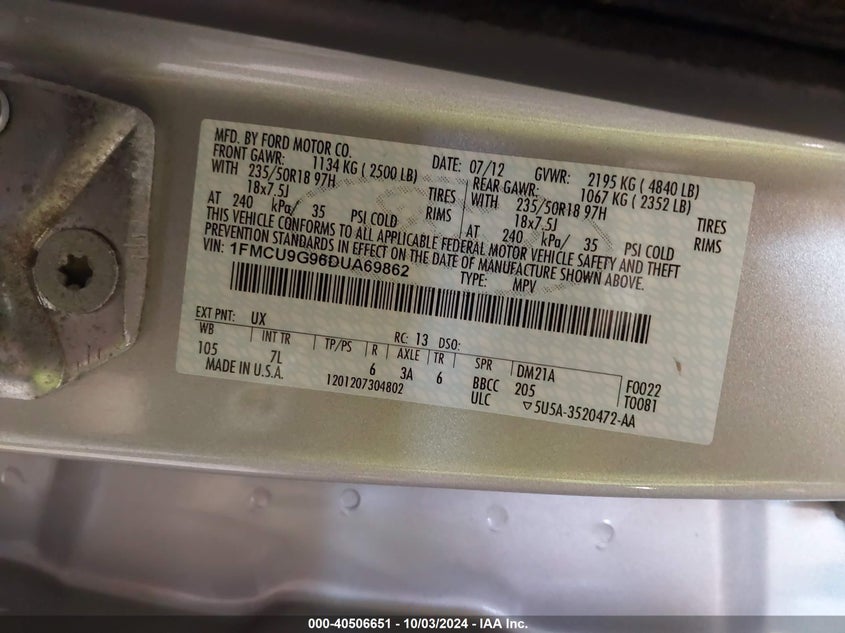 MFD. BY FORD MOTOR CO. DATE: 07/12 GVWR: 2195 KG ( 4840 LB)
FRONT GAWR: 1134 KG ( 2500 LB) REAR GAWR: 1067 KG ( 2352 LB)
WITH 235/50R18 97H TIRES WITH 235/50R18 97H TIRES
18x7.5J RIMS 18x7.5J RIMS
AT 240 kPa/ 35 PSI COLD AT 240 kPa/ 35 PSI COLD
THIS VEHICLE CONFORMS TO ALL APPLICABLE FEDERAL MOTOR VEHICLE SAFETY AND THEFT
PREVENTION STANDARDS IN EFFECT ON THE DATE OF MANUFACTURE SHOWN ABOVE.
VIN: 1FMCU9G96DUA69862 TYPE: MPV
EXT PNT: UX RC: 13 DSO:
WB INT TR TP/PS R AXLE TR SPR DM21A F0022
105 7L 6 3A 6 BBCC 205 T0081
MADE IN U.S.A. 1201207304802 ULC ▽5U5A-3520472-AA
000-40506651 - 10/03/2024 - IAA Inc.